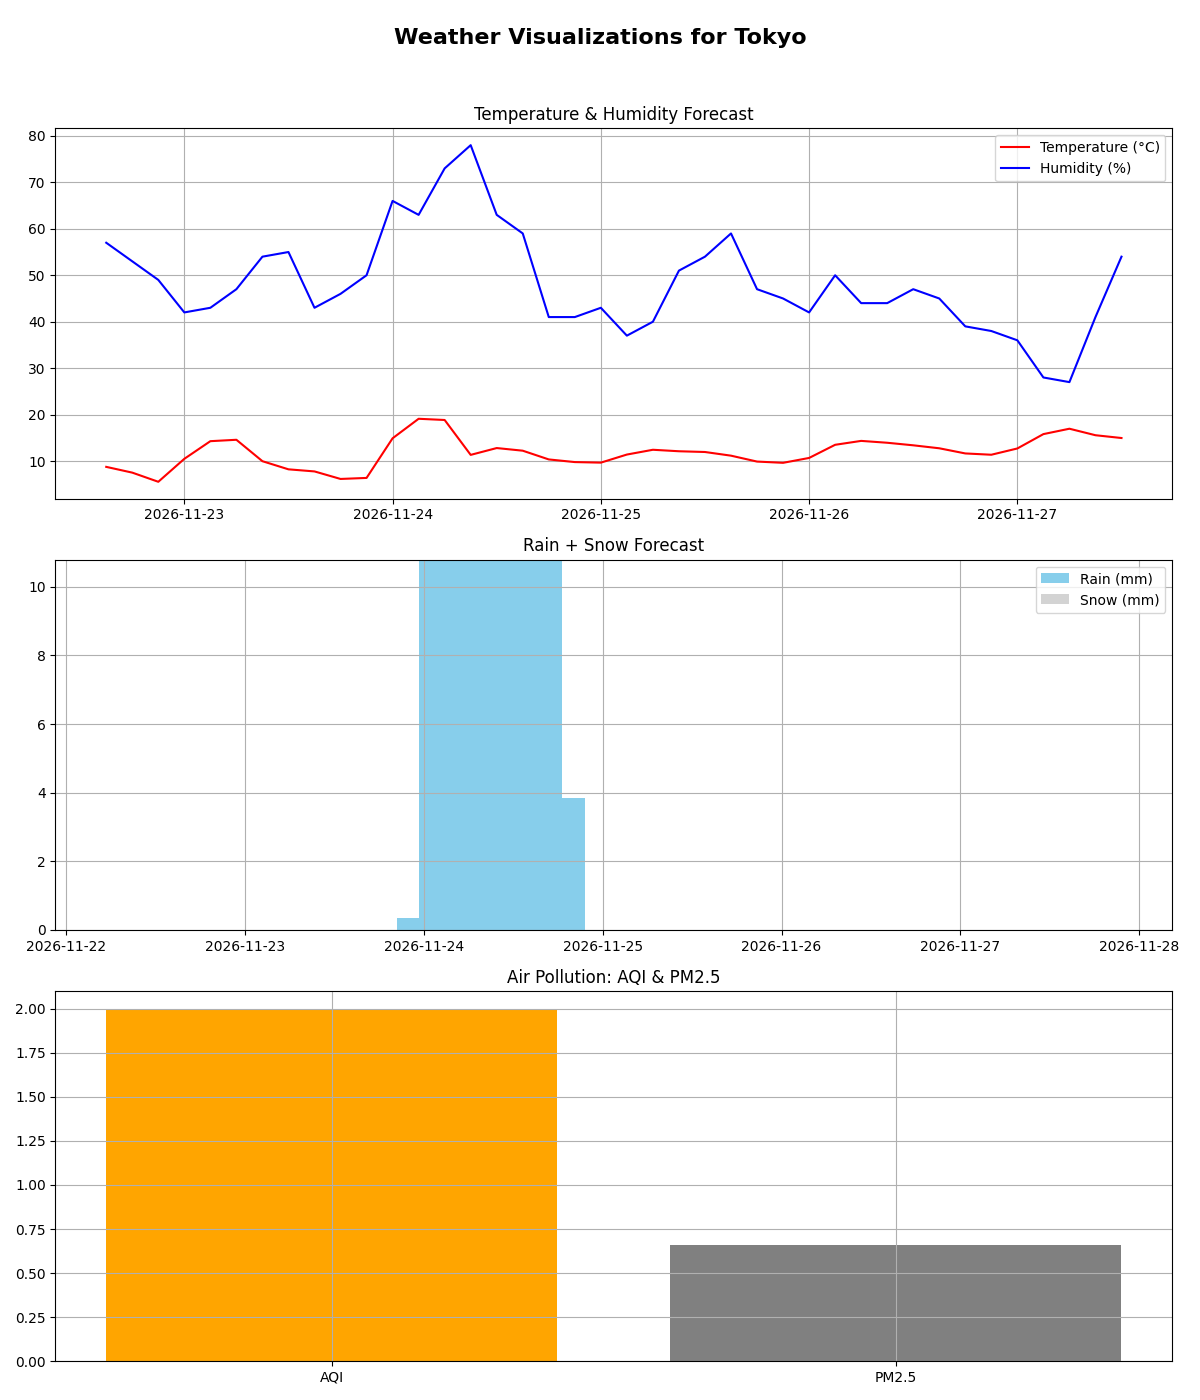 Weather Visualizations for Tokyo
Temperature & Humidity Forecast
80
70
60
50
40
30
20
10
Temperature (°C)
Humidity (%)
2026-11-23 2026-11-24 2026-11-25 2026-11-26 2026-11-27
Rain + Snow Forecast
10
8
6
4
2
0
Rain (mm)
Snow (mm)
2026-11-22 2026-11-23 2026-11-24 2026-11-25 2026-11-26 2026-11-27 2026-11-28
Air Pollution: AQI & PM2.5
2.00
1.75
1.50
1.25
1.00
0.75
0.50
0.25
0.00
AQI PM2.5